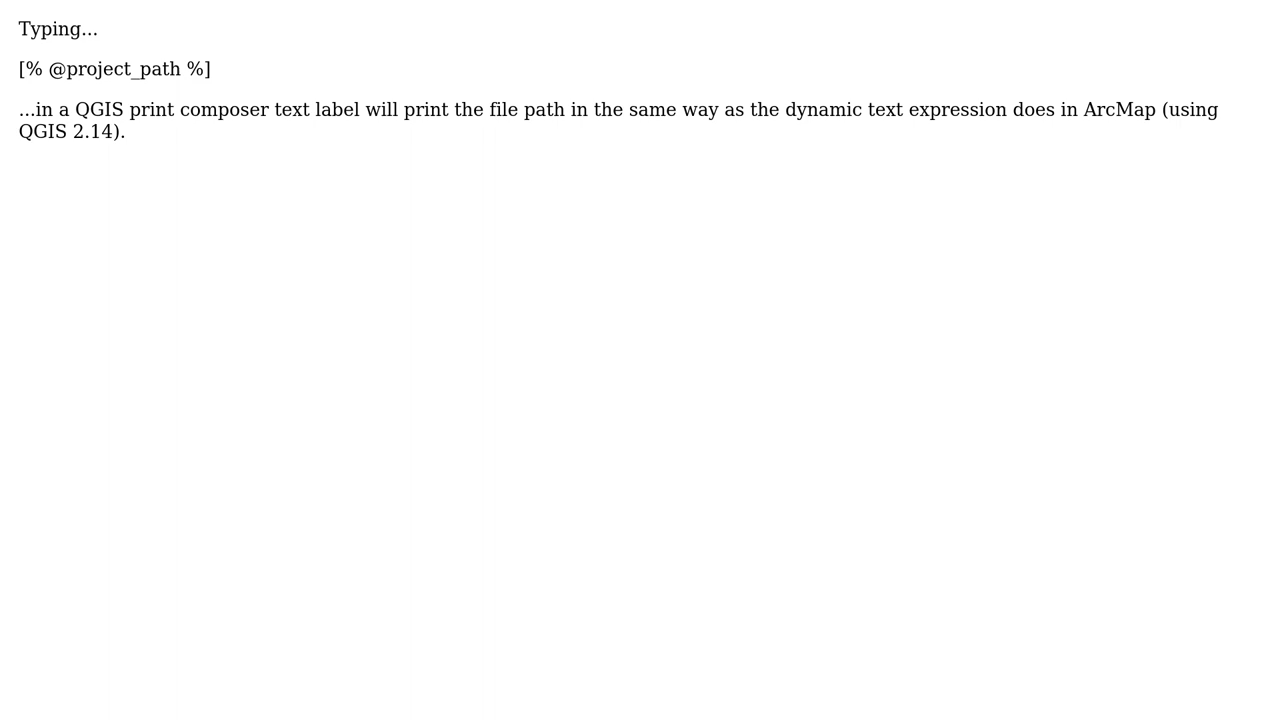 Typing...
[% @project_path %]
...in a QGIS print composer text label will print the file path in the same way as the dynamic text expression does in ArcMap (using
QGIS 2.14).